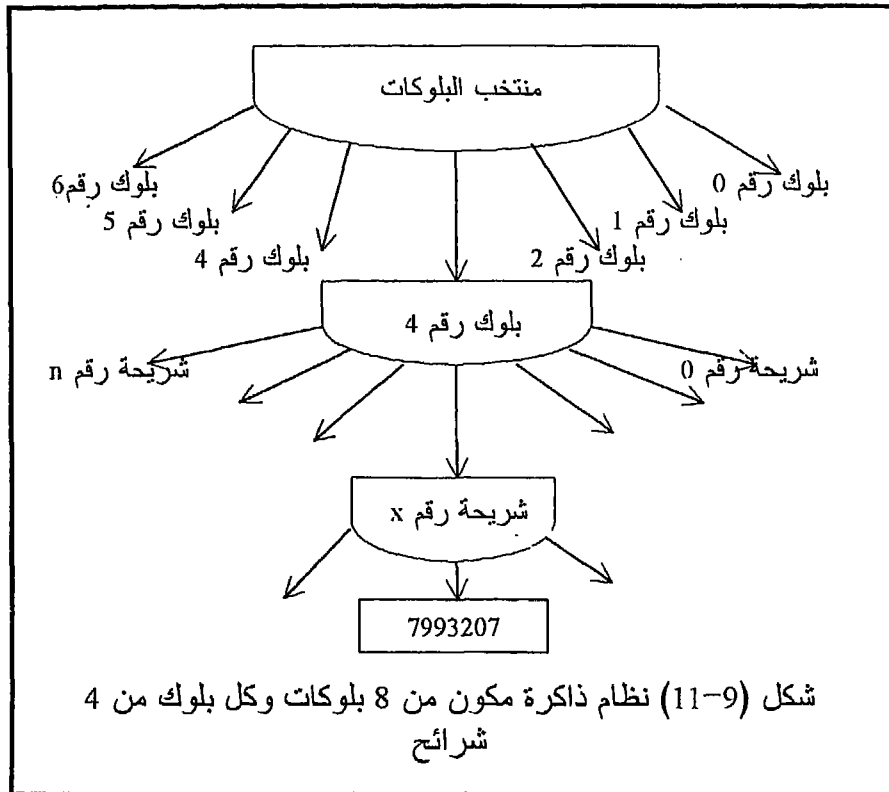 منتخب البلوكات
بلوك رقم 0
بلوك رقم 1
بلوك رقم 2
بلوك رقم 4
بلوك رقم 5
بلوك رقم6
بلوك رقم 4
شريحة رقم 0
شريحة رقم n
شريحة رقم x
7993207
شكل (9-11) نظام ذاكرة مكون من 8 بلوكات وكل بلوك من 4
شرائح